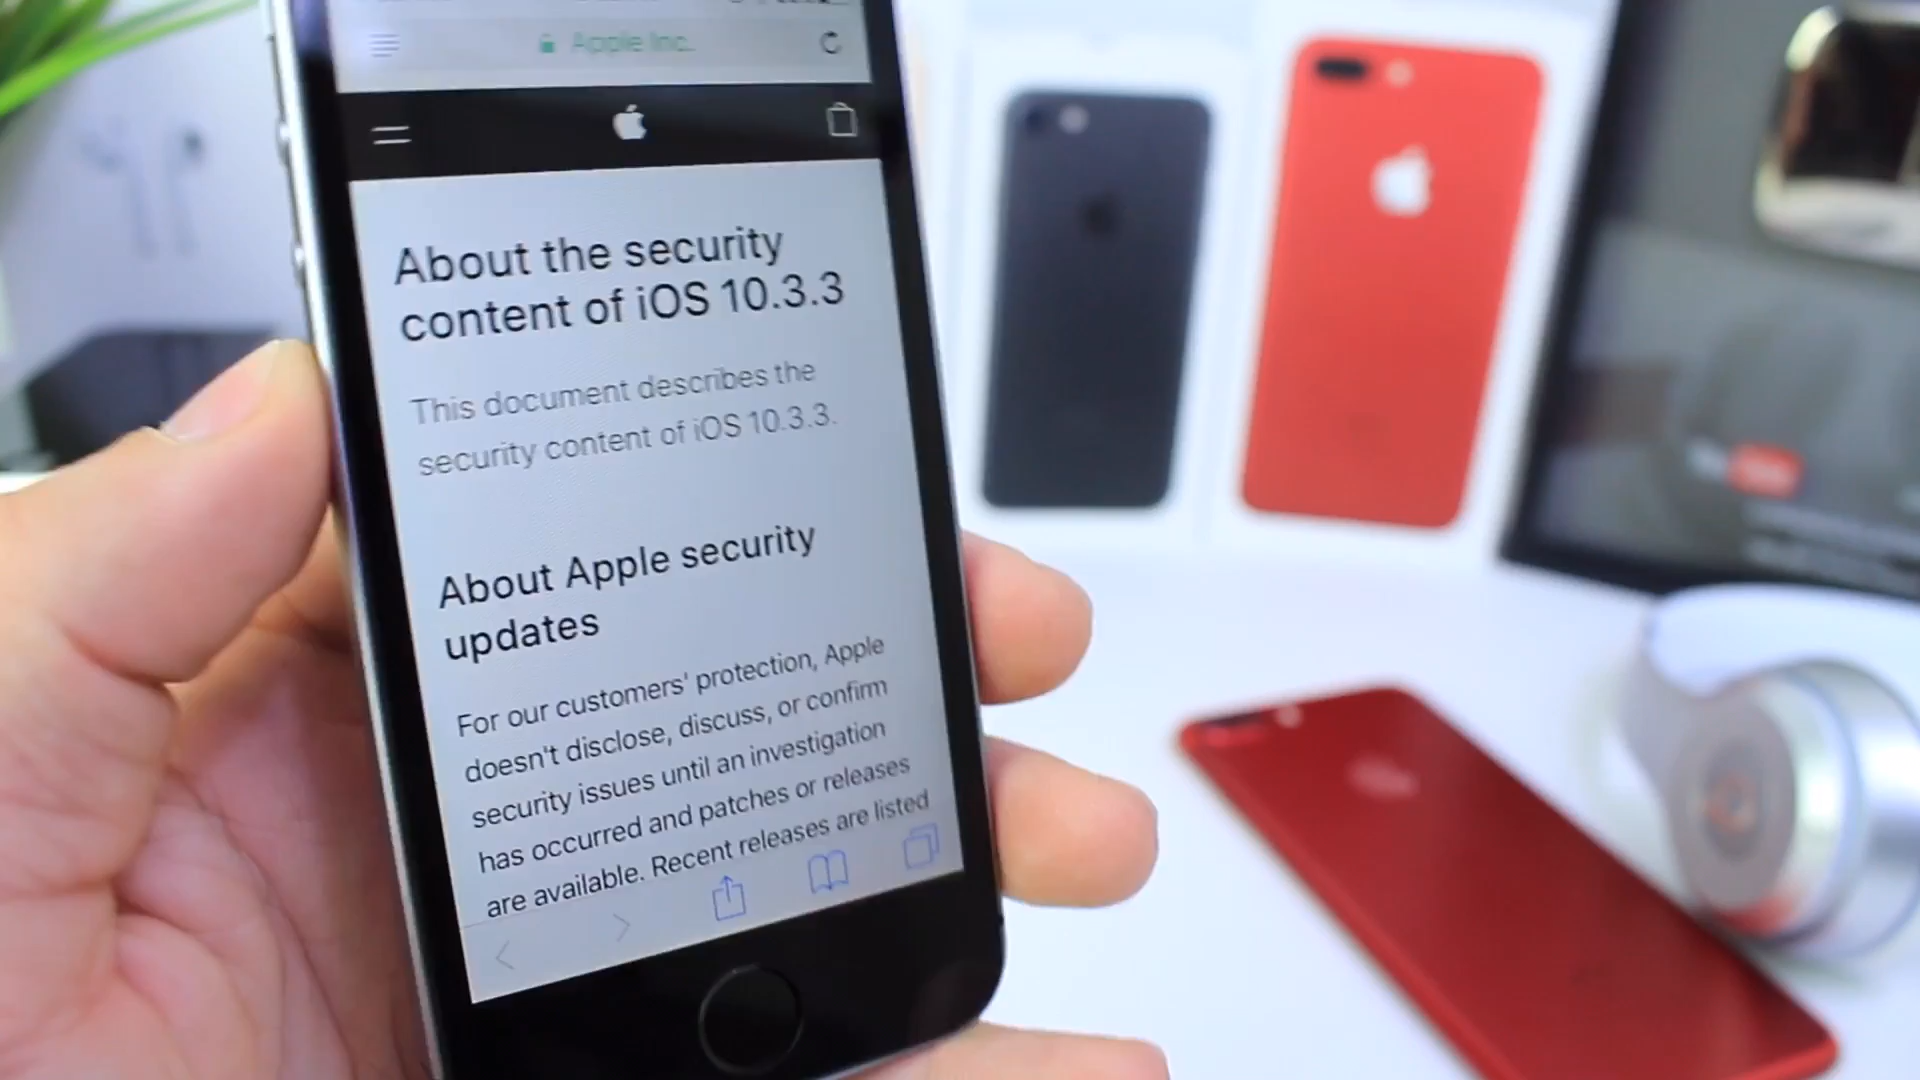 Apple Inc.
About the security
content of iOS 10.3.3
This document describes the
security content of iOS 10.3.3.
About Apple security
updates
For our customers' protection, Apple
doesn't disclose, discuss, or confirm
security issues until an investigation
has occurred and patches or releases
are available. Recent releases are listed